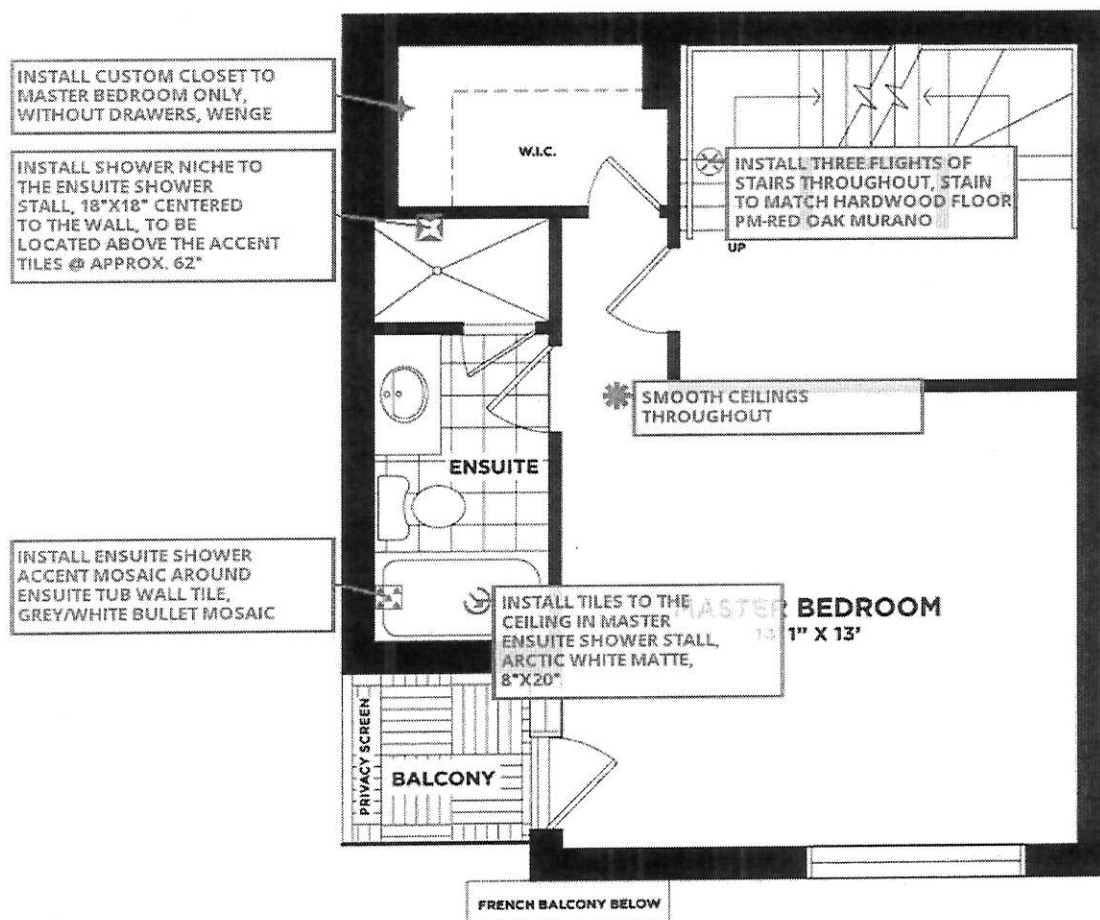 INSTALL CUSTOM CLOSET TO
MASTER BEDROOM ONLY,
WITHOUT DRAWERS, WENGE
W.I.C.
INSTALL SHOWER NICHE TO
THE ENSUITE SHOWER
STALL, 18"X18" CENTERED
TO THE WALL, TO BE
LOCATED ABOVE THE ACCENT
TILES @ APPROX. 62"
INSTALL THREE FLIGHTS OF
STAIRS THROUGHOUT, STAIN
TO MATCH HARDWOOD FLOOR
PM-RED OAK MURANO
UP
SMOOTH CEILINGS
THROUGHOUT
ENSUITE
INSTALL ENSUITE SHOWER
ACCENT MOSAIC AROUND
ENSUITE TUB WALL TILE,
GREY/WHITE BULLET MOSAIC
INSTALL TILES TO THE
CEILING IN MASTER
ENSUITE SHOWER STALL,
ARCTIC WHITE MATTE,
8"X20"
MASTER BEDROOM
1" X 13'
PRIVACY SCREEN
BALCONY
FRENCH BALCONY BELOW